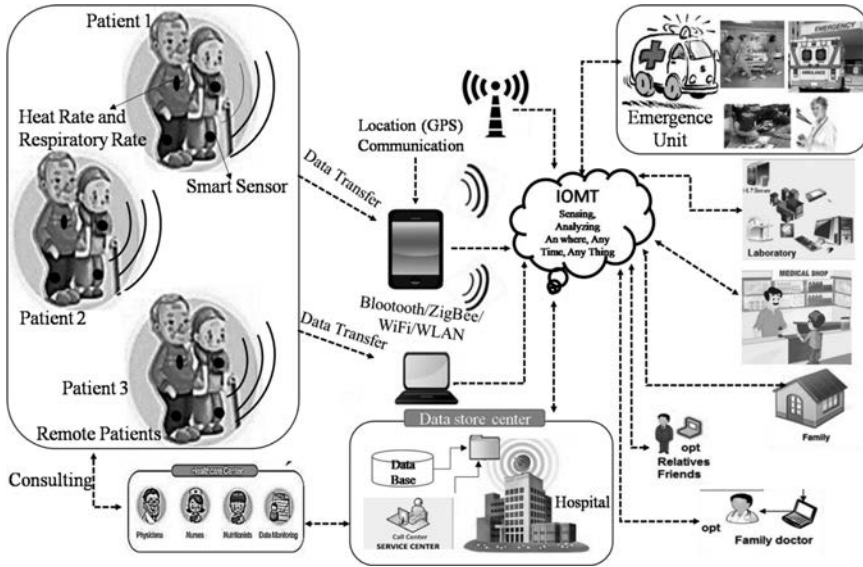 Patient 1
Heat Rate and
Respiratory Rate
Smart Sensor
Patient 2
Patient 3
Remote Patients
Data Transfer
Data Transfer
Location (GPS)
Communication
Blootooth/ZigBee/
WiFi/WLAN
IOMT
Sensing,
Analyzing
An where, Any
Time, Any Thing
EMERGENCY
AMBULANCE
Emergence
Unit
Laboratory
MEDICAL SHOP
Family
opt
Relatives
Friends
opt
Family doctor
Consulting
Healthcare Center
Physicians
Nurses
Nutritionists
Data Monitoring
Data store center
Data
Base
Call Center
SERVICE CENTER
Hospital